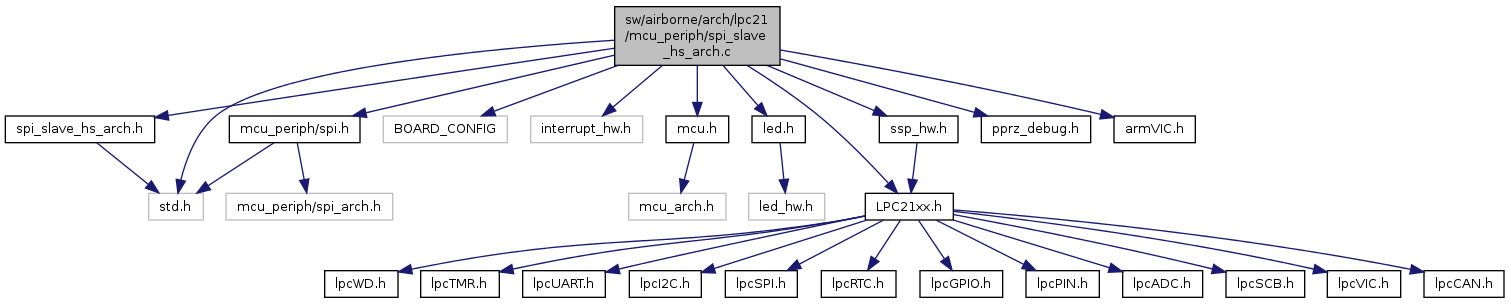 sw/airborne/arch/lpc21
/mcu_periph/spi_slave
_hs_arch.c
spi_slave_hs_arch.h
mcu_periph/spi.h
BOARD_CONFIG
interrupt_hw.h
mcu.h
led.h
ssp_hw.h
pprz_debug.h
armVIC.h
std.h
mcu_periph/spi_arch.h
mcu_arch.h
led_hw.h
LPC21xx.h
lpcWD.h
lpcTMR.h
lpcUART.h
lpcI2C.h
lpcSPI.h
lpcRTC.h
lpcGPIO.h
lpcPIN.h
lpcADC.h
lpcSCB.h
lpcVIC.h
lpcCAN.h